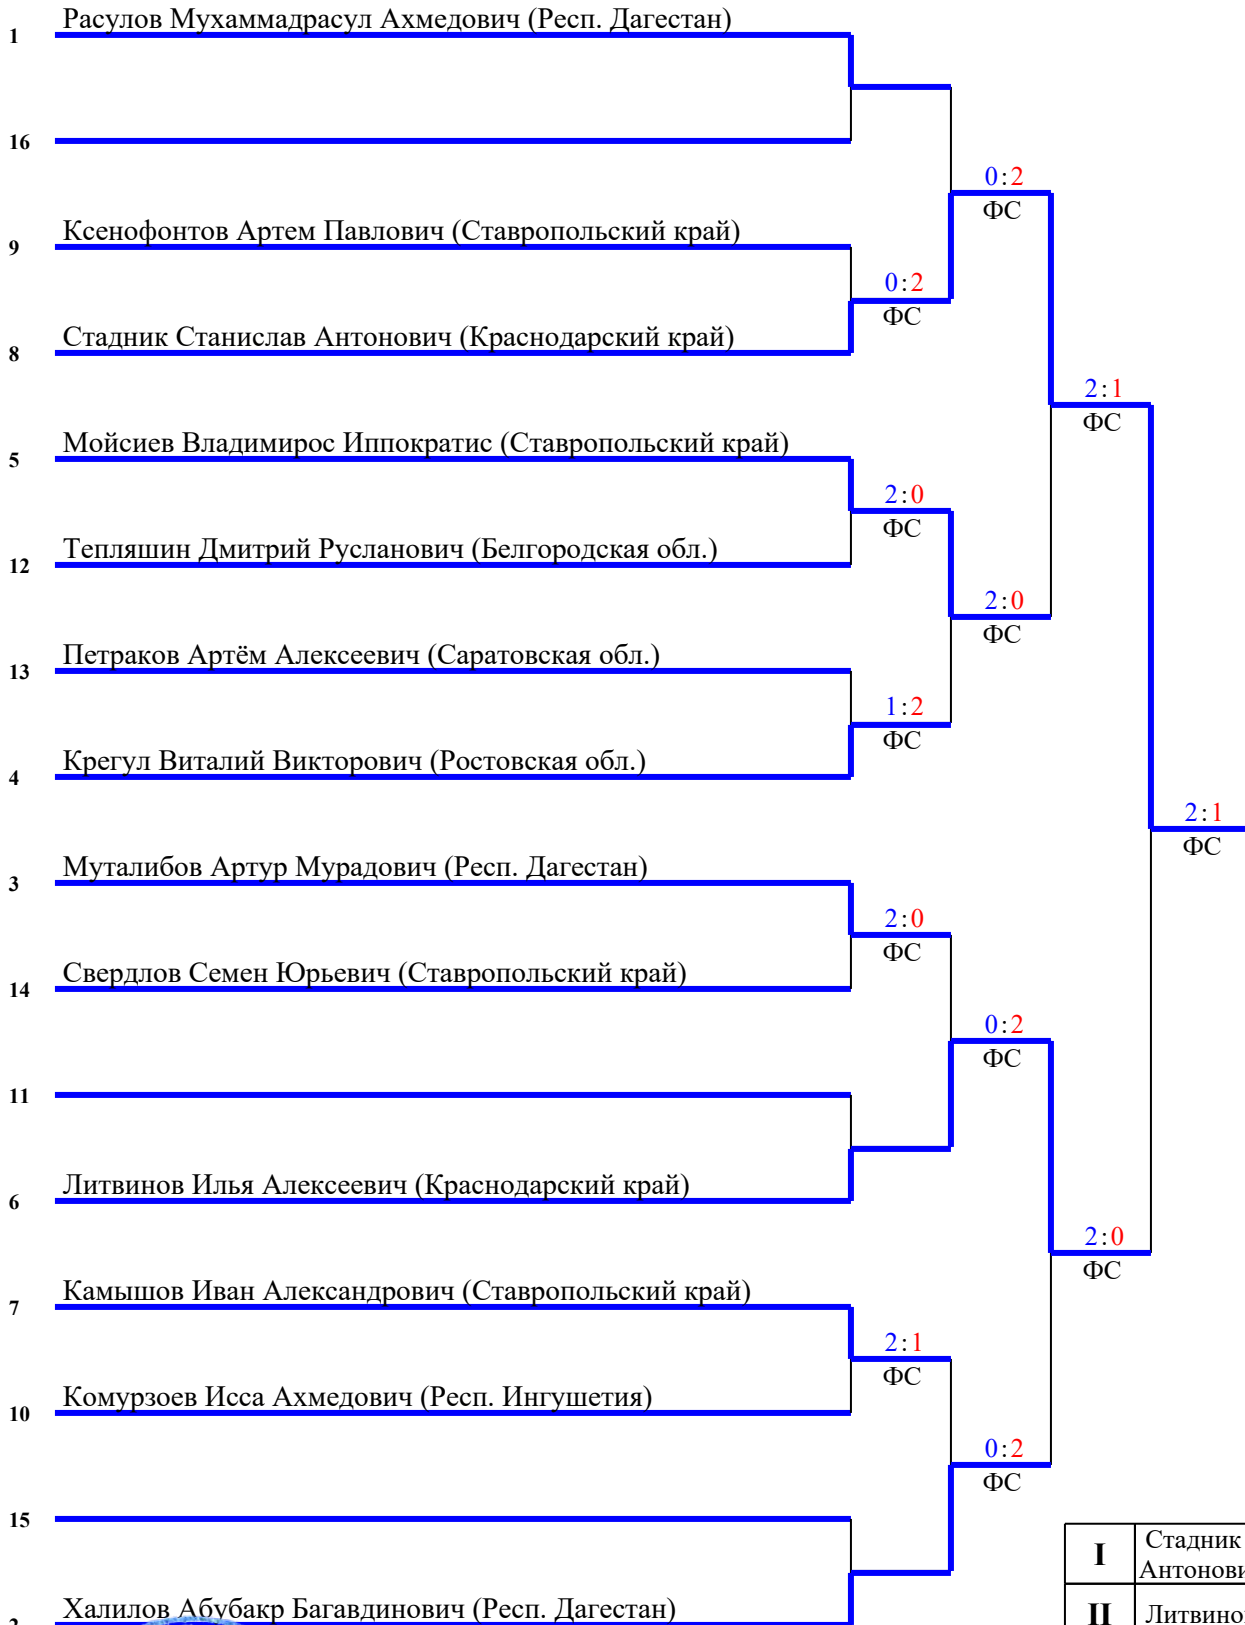 Расулов Мухаммадрасул Ахмедович (Респ. Дагестан)
1
16
0:2
ФС
Ксенофонтов Артем Павлович (Ставропольский край)
9
0:2
ФС
Стадник Станислав Антонович (Краснодарский край)
8
2:1
ФС
Мойсиев Владимирос Иппократис (Ставропольский край)
5
2:0
ФС
Тепляшин Дмитрий Русланович (Белгородская обл.)
12
2:0
ФС
Петраков Артём Алексеевич (Саратовская обл.)
13
1:2
ФС
Крегул Виталий Викторович (Ростовская обл.)
4
2:1
ФС
Муталибов Артур Мурадович (Респ. Дагестан)
3
2:0
ФС
Свердлов Семен Юрьевич (Ставропольский край)
14
0:2
ФС
11
Литвинов Илья Алексеевич (Краснодарский край)
6
2:0
ФС
Камышов Иван Александрович (Ставропольский край)
7
2:1
ФС
Комурзоев Исса Ахмедович (Респ. Ингушетия)
10
0:2
ФС
15
I Стадник
Антонови
Халилов Абубакр Багавдинович (Респ. Дагестан)
2
II Литвино